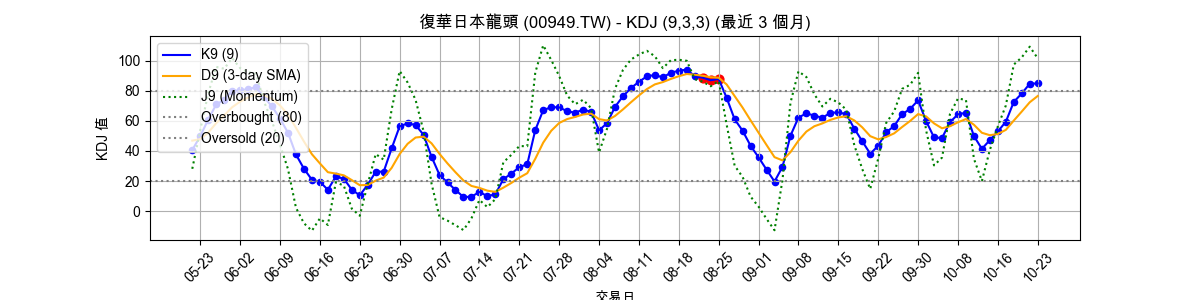 復華日本龍頭 (00949.TW) - KDJ (9,3,3) (最近 3 個月)
KDJ 值
100
80
60
40
20
0
K9 (9)
D9 (3-day SMA)
J9 (Momentum)
Overbought (80)
Oversold (20)
05-23 06-02 06-09 06-16 06-23 06-30 07-07 07-14 07-21 07-28 08-04 08-11 08-18 08-25 09-01 09-08 09-15 09-22 09-30 10-08 10-16 10-23
交易日